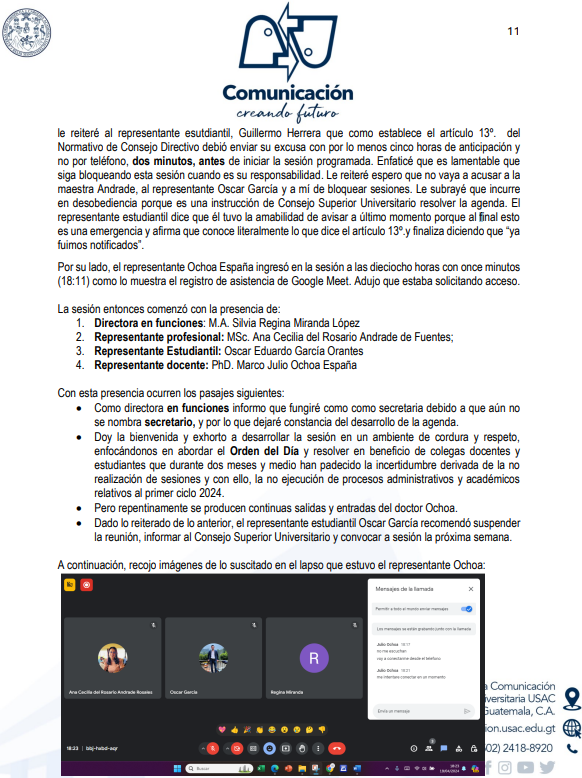 11
Comunicación
creando futuro
le reiteré al representante esutdiantil, Guillermo Herrera que como establece el artículo 13º. del
Normativo de Consejo Directivo debió enviar su excusa con por lo menos cinco horas de anticipación y
no por teléfono, dos minutos, antes de iniciar la sesión programada. Enfaticé que es lamentable que
siga bloqueando esta sesión cuando es su responsabilidad. Le reiteré espero que no vaya a acusar a la
maestra Andrade, al representante Oscar García y a mí de bloquear sesiones. Le subrayé que incurre
en desobediencia porque es una instrucción de Consejo Superior Universitario resolver la agenda. El
representante estudiantil dice que él tuvo la amabilidad de avisar a último momento porque al final esto
es una emergencia y afirma que conoce literalmente lo que dice el artículo 13º.y finaliza diciendo que “ya
fuimos notificados”.
Por su lado, el representante Ochoa España ingresó en la sesión a las dieciocho horas con once minutos
(18:11) como lo muestra el registro de asistencia de Google Meet. Adujo que estaba solicitando acceso.
La sesión entonces comenzó con la presencia de:
1. Directora en funciones: M.A. Silvia Regina Miranda López
2. Representante profesional: MSc. Ana Cecilia del Rosario Andrade de Fuentes;
3. Representante Estudiantil: Oscar Eduardo García Orantes
4. Representante docente: PhD. Marco Julio Ochoa España
Con esta presencia ocurren los pasajes siguientes:
• Como directora en funciones informo que fungiré como como secretaria debido a que aún no
se nombra secretario, y por lo que dejaré constancia del desarrollo de la agenda.
• Doy la bienvenida y exhorto a desarrollar la sesión en un ambiente de cordura y respeto,
enfocándonos en abordar el Orden del Día y resolver en beneficio de colegas docentes y
estudiantes que durante dos meses y medio han padecido la incertidumbre derivada de la no
realización de sesiones y con ello, la no ejecución de procesos administrativos y académicos
relativos al primer ciclo 2024.
• Pero repentinamente se producen continuas salidas y entradas del doctor Ochoa.
• Dado lo reiterado de lo anterior, el representante estudiantil Oscar García recomendó suspender
la reunión, informar al Consejo Superior Universitario y convocar a sesión la próxima semana.
A continuación, recojo imágenes de lo suscitado en el lapso que estuvo el representante Ochoa:
Mensajes de la llamada
Permitir a todo el mundo enviar mensajes
Los mensajes se están grabando junto con la llamada
Julio Ochoa 18:17
no me escuchan
voy a conectarme desde el teléfono
Julio Ochoa 18:21
me intentare conectar en un momento
Envía un mensaje
R
Ana Cecilia del Rosario Andrade Rosales
Oscar García
Regina Miranda
18:23 | bbj-hxbd-aqr
Buscar
18:23
19/04/2024
a Comunicación
iversitaria USAC
Guatemala, C.A.
ion.usac.edu.gt
502) 2418-8920